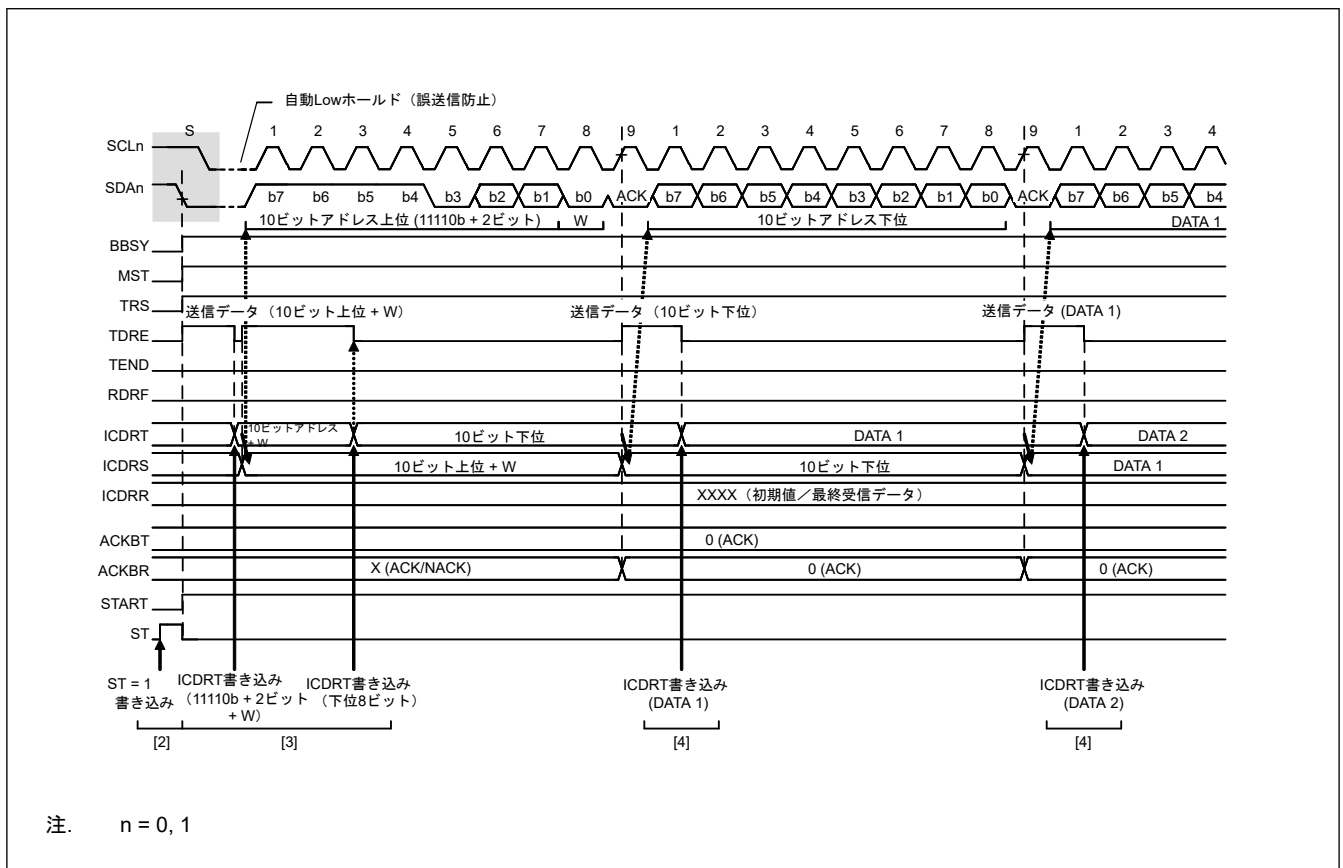 自動Lowホールド（誤送信防止）
S 1 2 3 4 5 6 7 8 9 1 2 3 4 5 6 7 8 9 1 2 3 4
SCLn
SDAn b7 b6 b5 b4 b3 b2 b1 b0 ACK b7 b6 b5 b4 b3 b2 b1 b0 ACK b7 b6 b5 b4
10ビットアドレス上位 (11110b + 2ビット) W 10ビットアドレス下位 DATA 1
BBSY
MST
TRS
送信データ（10ビット上位 + W） 送信データ（10ビット下位） 送信データ (DATA 1)
TDRE
TEND
RDRF
ICDRT 10ビットアドレス + W 10ビット下位 DATA 1 DATA 2
ICDRS 10ビット上位 + W 10ビット下位 DATA 1
ICDRR XXXX（初期値／最終受信データ）
ACKBT 0 (ACK)
ACKBR X (ACK/NACK) 0 (ACK) 0 (ACK)
START
ST
ST = 1
書き込み
ICDRT書き込み
（11110b + 2ビット
+ W）
ICDRT書き込み
（下位8ビット）
ICDRT書き込み
(DATA 1)
ICDRT書き込み
(DATA 2)
[2] [3] [4] [4]
注. n = 0, 1